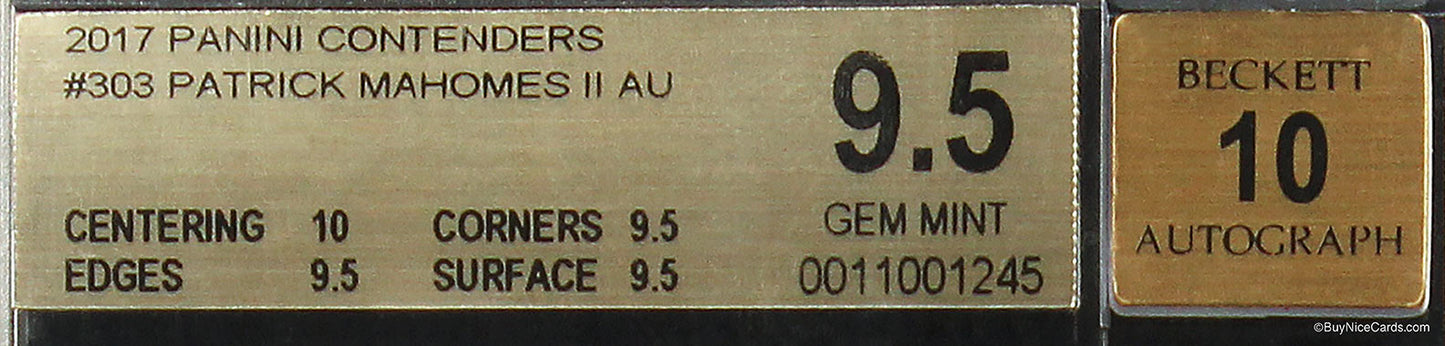 2017 PANINI CONTENDERS
#303 PATRICK MAHOMES II AU
9.5
GEM MINT
0011001245
CENTERING 10 CORNERS 9.5
EDGES 9.5 SURFACE 9.5
BECKETT
10
AUTOGRAPH
©BuyNiceCards.com